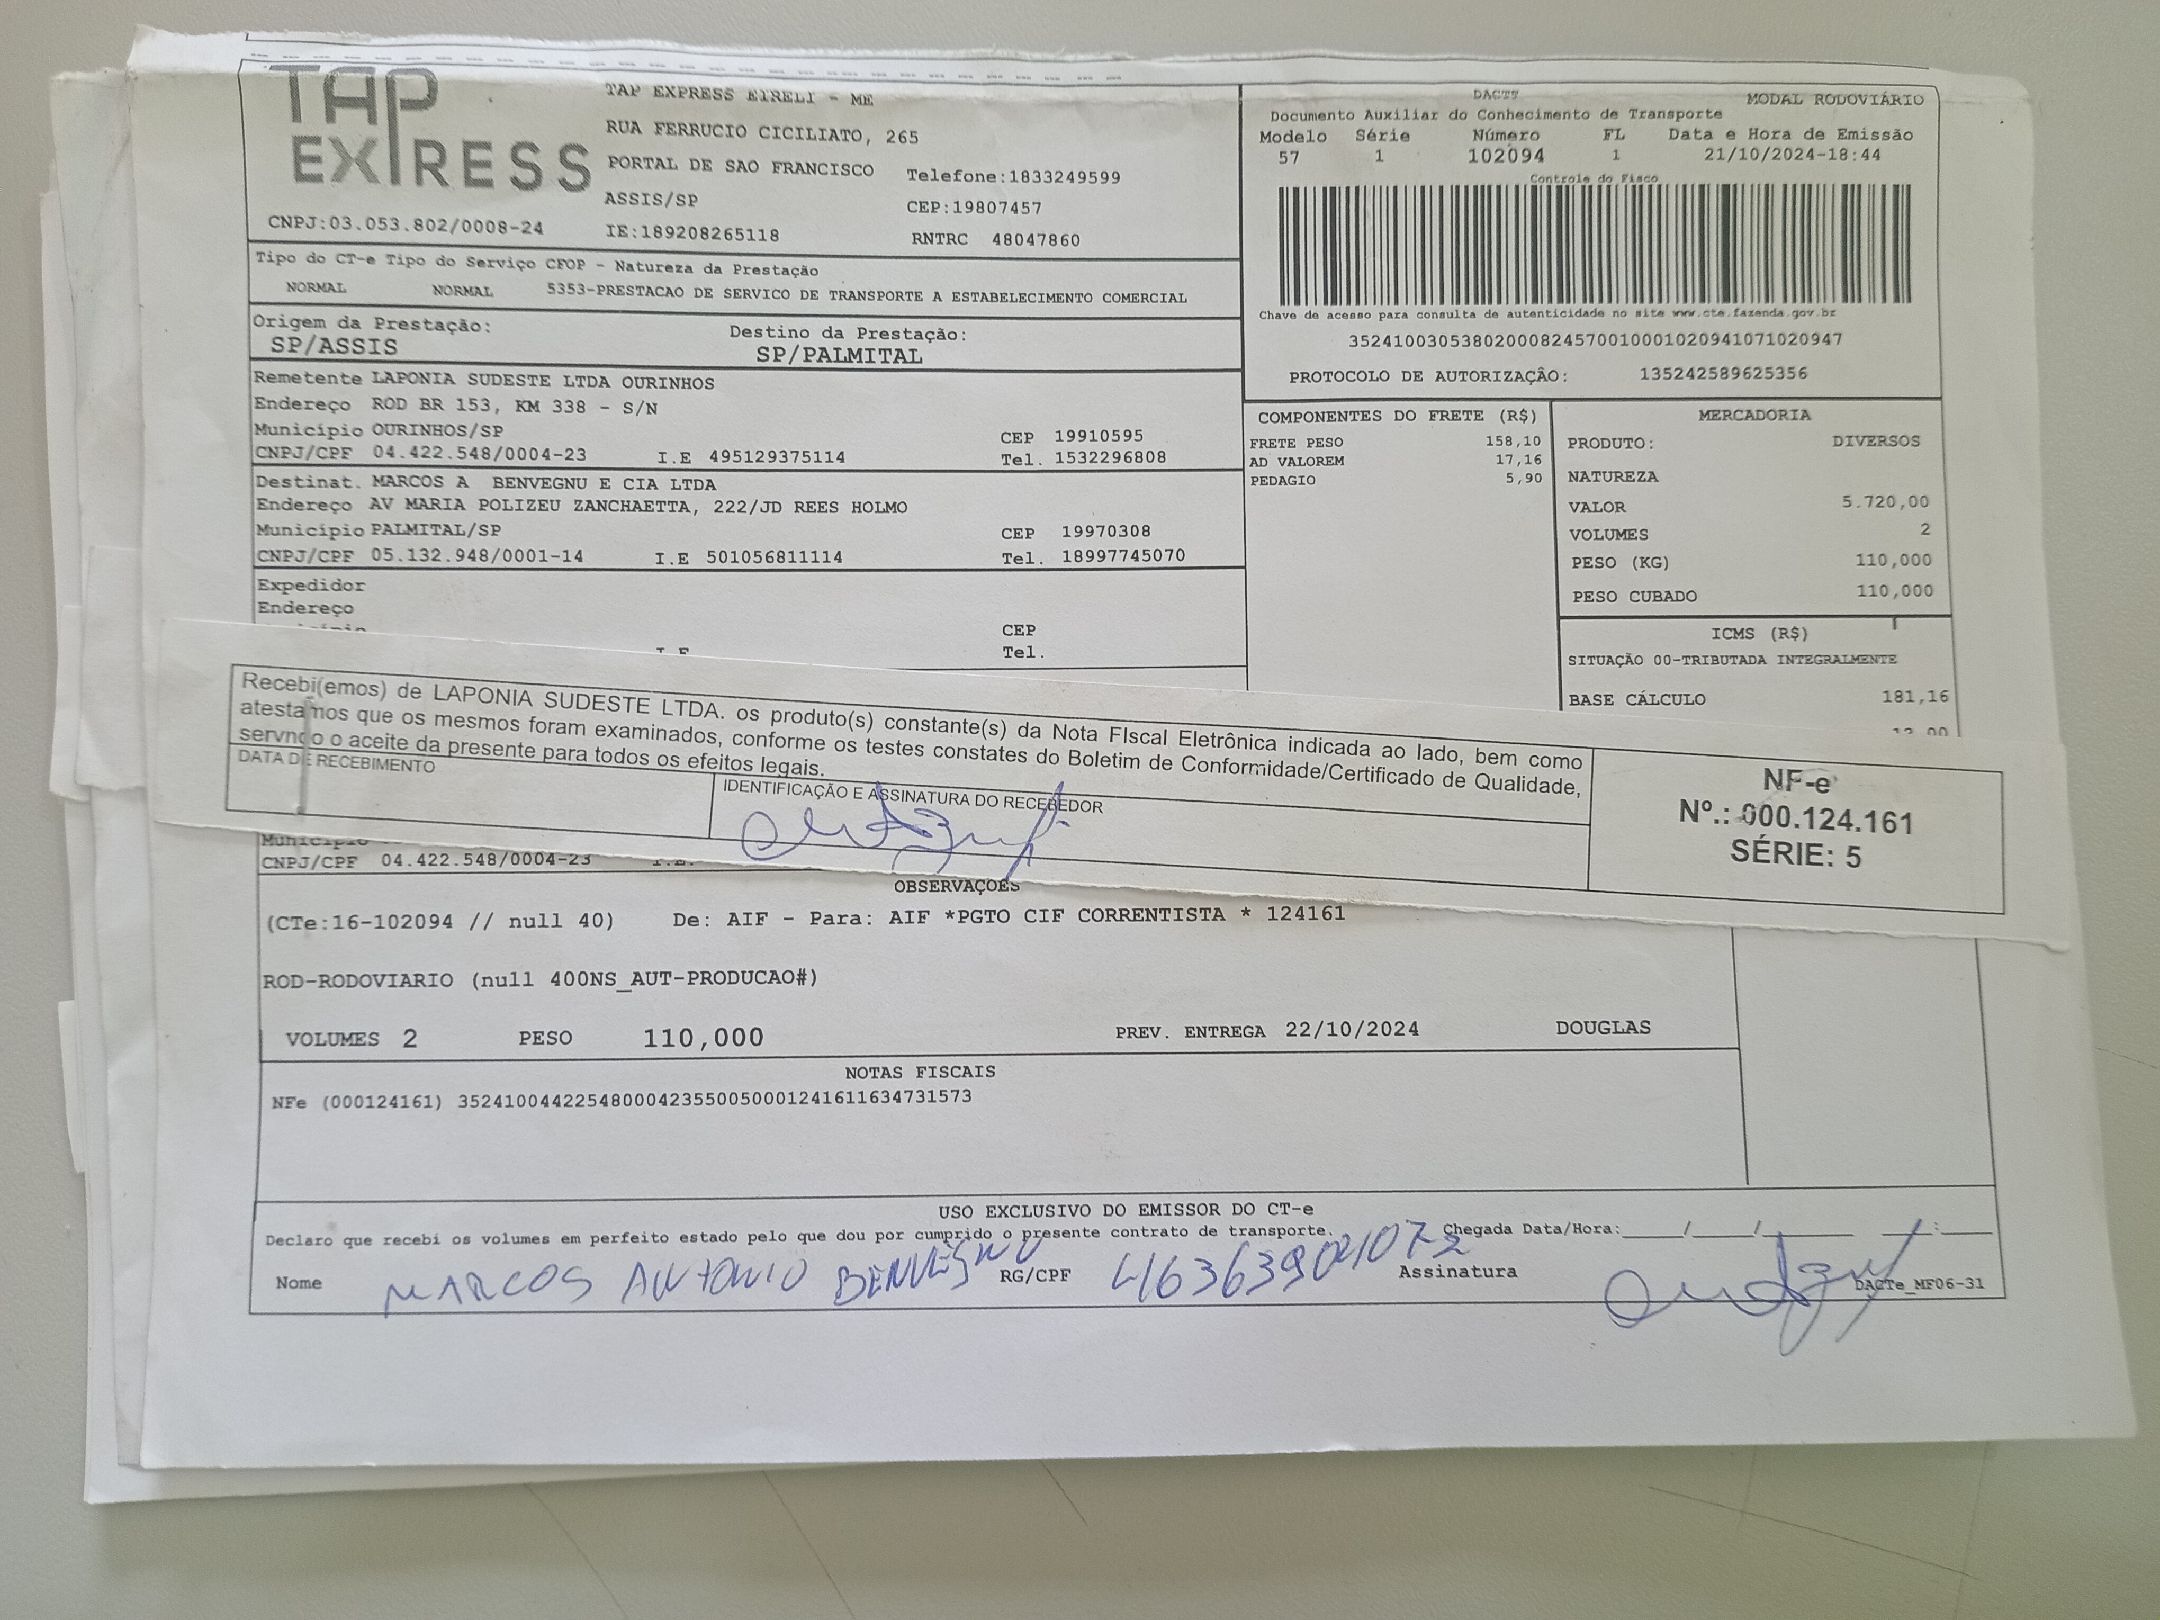 TAP EXPRESS
TAP EXPRESS EIRELI - ME
RUA FERRUCIO CICILIATO, 265
PORTAL DE SAO FRANCISCO Telefone:1833249599
ASSIS/SP CEP:19807457
CNPJ:03.053.802/0008-24 IE:189208265118 RNTRC 48047860
DACTE MODAL RODOVIÁRIO
Documento Auxiliar do Conhecimento de Transporte
Modelo Série Número FL Data e Hora de Emissão
57 1 102094 1 21/10/2024-18:44
Controle do Fisco
Chave de acesso para consulta de autenticidade no site www.cte.fazenda.gov.br
35241003053802000824570010001020941071020947
PROTOCOLO DE AUTORIZAÇÃO: 135242589625356
Tipo do CT-e Tipo do Serviço CFOP - Natureza da Prestação
NORMAL NORMAL 5353-PRESTACAO DE SERVICO DE TRANSPORTE A ESTABELECIMENTO COMERCIAL
Origem da Prestação: Destino da Prestação:
SP/ASSIS SP/PALMITAL
Remetente LAPONIA SUDESTE LTDA OURINHOS
Endereço ROD BR 153, KM 338 - S/N
Município OURINHOS/SP CEP 19910595
CNPJ/CPF 04.422.548/0004-23 I.E 495129375114 Tel. 1532296808
Destinat. MARCOS A BENVEGNU E CIA LTDA
Endereço AV MARIA POLIZEU ZANCHAETTA, 222/JD REES HOLMO
Município PALMITAL/SP CEP 19970308
CNPJ/CPF 05.132.948/0001-14 I.E 501056811114 Tel. 18997745070
Expedidor
Endereço
CEP
I.E Tel.
COMPONENTES DO FRETE (R$)
FRETE PESO 158,10
AD VALOREM 17,16
PEDAGIO 5,90
MERCADORIA
PRODUTO: DIVERSOS
NATUREZA
VALOR 5.720,00
VOLUMES 2
PESO (KG) 110,000
PESO CUBADO 110,000
ICMS (R$)
SITUAÇÃO 00-TRIBUTADA INTEGRALMENTE
BASE CÁLCULO 181,16
Recebi(emos) de LAPONIA SUDESTE LTDA. os produto(s) constante(s) da Nota FIscal Eletrônica indicada ao lado, bem como
atestamos que os mesmos foram examinados, conforme os testes constates do Boletim de Conformidade/Certificado de Qualidade,
servndo o aceite da presente para todos os efeitos legais.
DATA DE RECEBIMENTO IDENTIFICAÇÃO E ASSINATURA DO RECEBEDOR
NF-e
Nº.: 000.124.161
SÉRIE: 5
Município
CNPJ/CPF 04.422.548/0004-23 I.E.
OBSERVAÇOES
(CTe:16-102094 // null 40) De: AIF - Para: AIF *PGTO CIF CORRENTISTA * 124161
ROD-RODOVIARIO (null 400NS_AUT-PRODUCAO#)
VOLUMES 2 PESO 110,000 PREV. ENTREGA 22/10/2024 DOUGLAS
NOTAS FISCAIS
NFe (000124161) 35241004422548000423550050001241611634731573
USO EXCLUSIVO DO EMISSOR DO CT-e
Declaro que recebi os volumes em perfeito estado pelo que dou por cumprido o presente contrato de transporte. Chegada Data/Hora:_____/______/_________ _____:_____
Nome MARCOS ANTONIO BENVEGNU RG/CPF Assinatura
DACTe_MF06-31